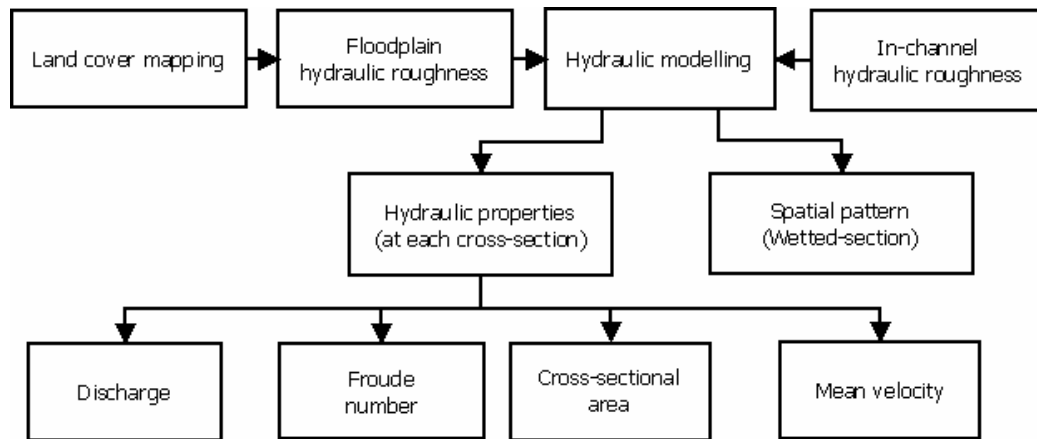 Land cover mapping
Floodplain
hydraulic roughness
Hydraulic modelling
In-channel
hydraulic roughness
Hydraulic properties
(at each cross-section)
Spatial pattern
(Wetted-section)
Discharge
Froude
number
Cross-sectional
area
Mean velocity